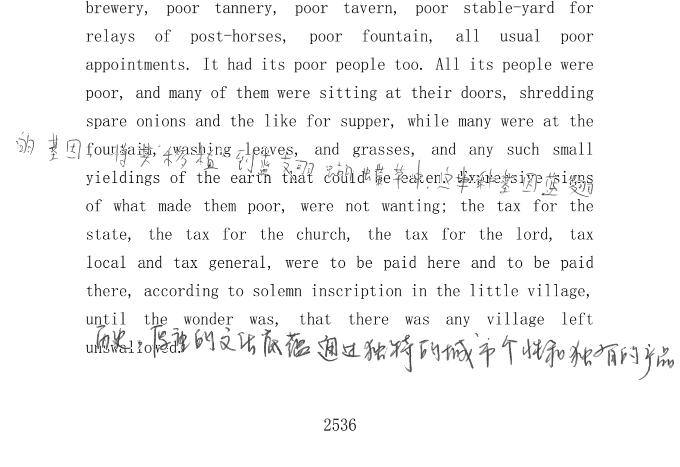 brewery, poor tannery, poor tavern, poor stable-yard for
relays of post-horses, poor fountain, all usual poor
appointments. It had its poor people too. All its people were
poor, and many of them were sitting at their doors, shredding
spare onions and the like for supper, while many were at the
的基因,将其移植到
fountain, washing leaves, and grasses, and any such small
yieldings of the earth that could be eaten. Expressive signs
of what made them poor, were not wanting; the tax for the
state, the tax for the church, the tax for the lord, tax
local and tax general, were to be paid here and to be paid
there, according to solemn inscription in the little village,
until the wonder was, that there was any village left
历史、厚重的文化底蕴通过独特的城市个性和独有的产品
unswallowed.
2536